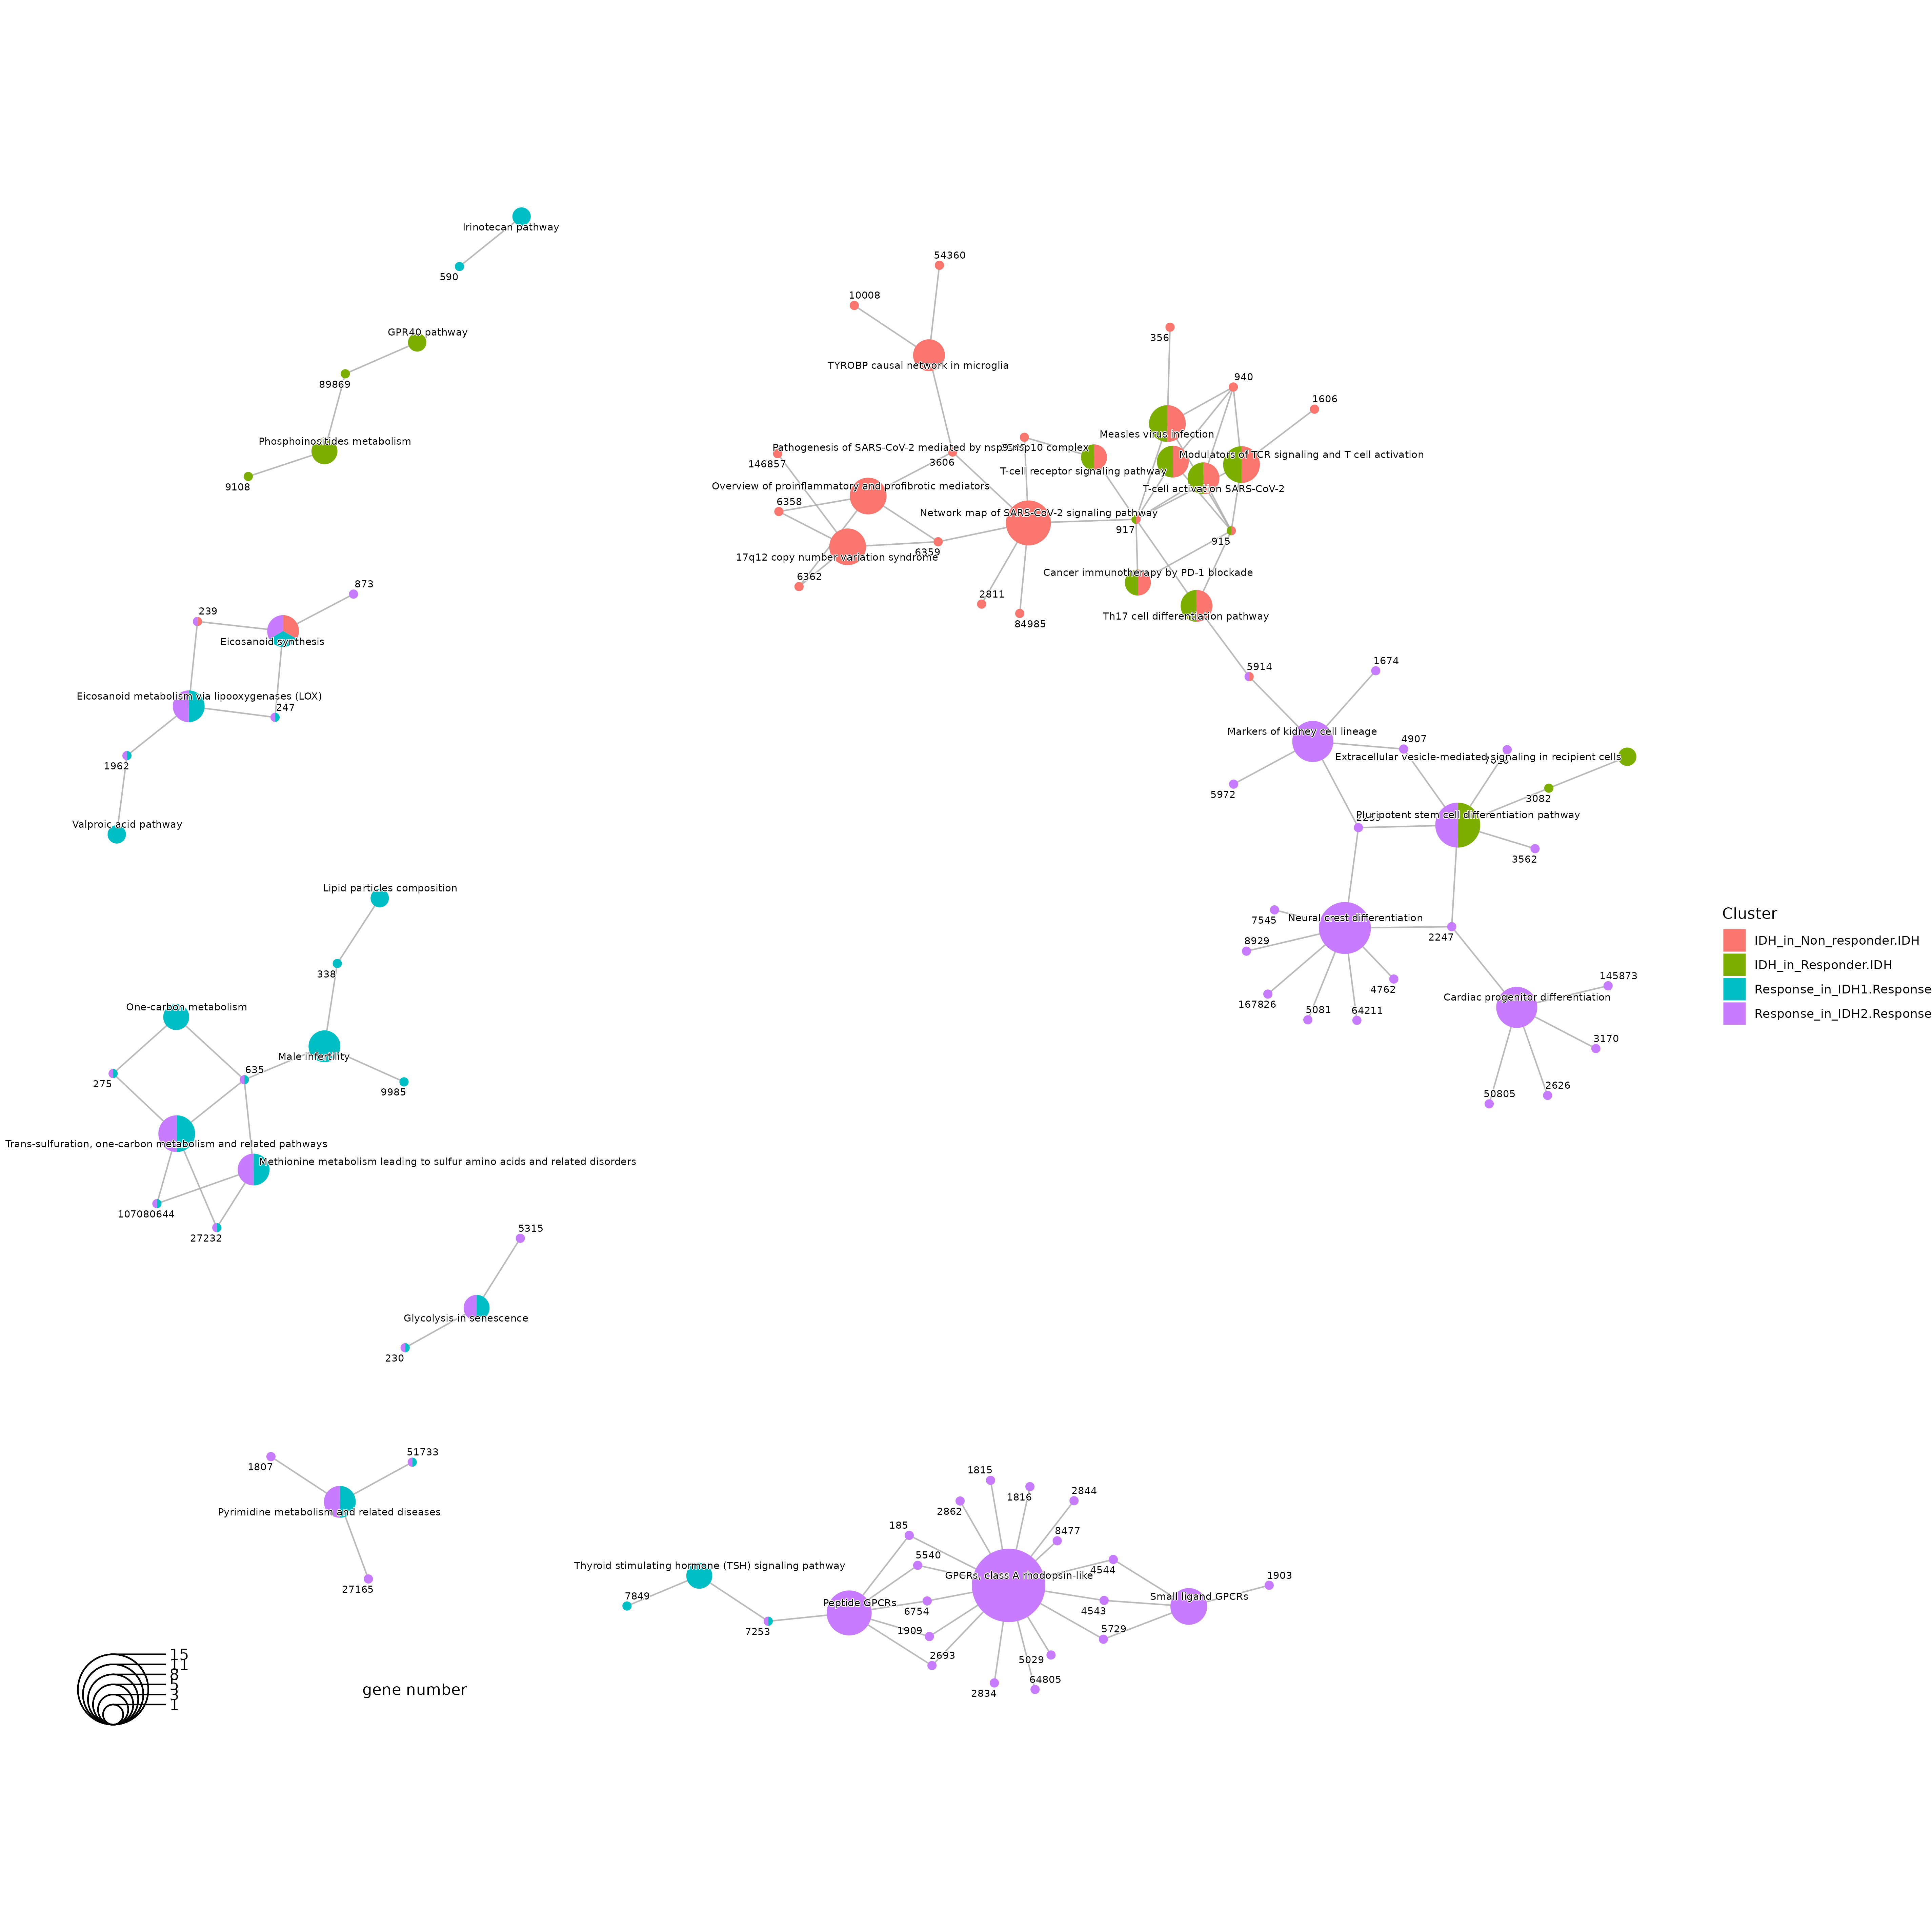 Irinotecan pathway
590
GPR40 pathway
89869
Phosphoinositides metabolism
9108
54360
10008
TYROBP causal network in microglia
356
940
1606
Measles virus infection
Pathogenesis of SARS-CoV-2 mediated by nsp9-nsp10 complex
Modulators of TCR signaling and T cell activation
146857
3606
T-cell receptor signaling pathway
Overview of proinflammatory and profibrotic mediators
T-cell activation SARS-CoV-2
6358
Network map of SARS-CoV-2 signaling pathway
917
915
6359
17q12 copy number variation syndrome
6362
Cancer immunotherapy by PD-1 blockade
2811
84985
Th17 cell differentiation pathway
873
239
Eicosanoid synthesis
Eicosanoid metabolism via lipooxygenases (LOX)
247
1962
Valproic acid pathway
5914
1674
Markers of kidney cell lineage
4907
Extracellular vesicle-mediated signaling in recipient cells
5972
3082
Pluripotent stem cell differentiation pathway
3562
Lipid particles composition
338
7545
Neural crest differentiation
2247
8929
4762
167826
5081
64211
145873
Cardiac progenitor differentiation
3170
2626
50805
Cluster
IDH_in_Non_responder.IDH
IDH_in_Responder.IDH
Response_in_IDH1.Response
Response_in_IDH2.Response
One-carbon metabolism
Male infertility
635
275
9985
Trans-sulfuration, one-carbon metabolism and related pathways
Methionine metabolism leading to sulfur amino acids and related disorders
107080644
27232
5315
Glycolysis in senescence
230
51733
1807
Pyrimidine metabolism and related diseases
27165
1815
2862
1816
2844
185
8477
5540
4544
Thyroid stimulating hormone (TSH) signaling pathway
GPCRs, class A rhodopsin-like
1903
7849
Peptide GPCRs
6754
4543
Small ligand GPCRs
7253
1909
5729
2693
5029
64805
2834
15
11
8
5
3
1
gene number